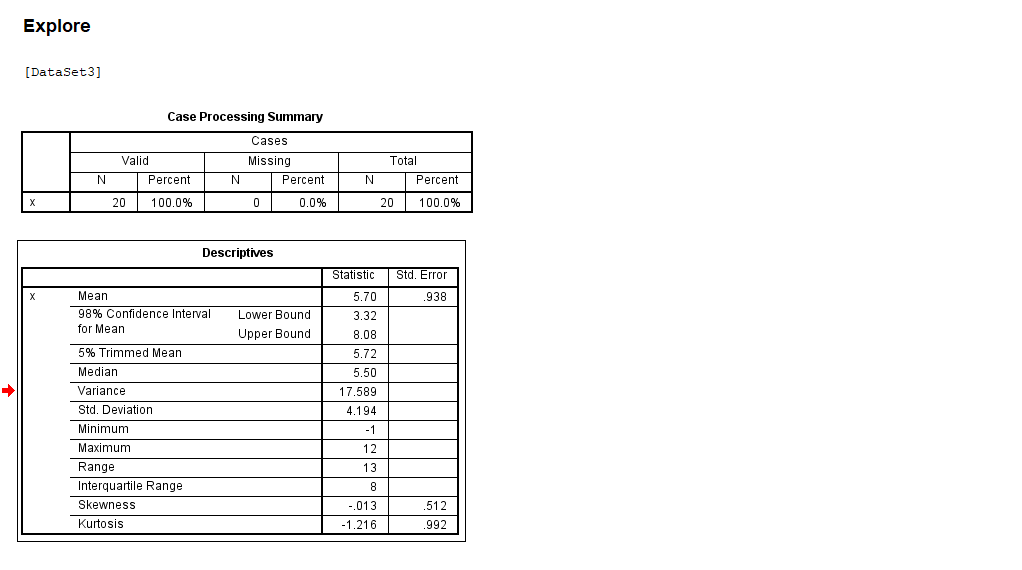 Explore
[DataSet3]
Case Processing Summary
Cases
Valid Missing Total
N Percent N Percent N Percent
x 20 100.0% 0 0.0% 20 100.0%
Descriptives
Statistic Std. Error
x Mean 5.70 .938
98% Confidence Interval Lower Bound 3.32
for Mean
Upper Bound 8.08
5% Trimmed Mean 5.72
Median 5.50
Variance 17.589
Std. Deviation 4.194
Minimum -1
Maximum 12
Range 13
Interquartile Range 8
Skewness -.013 .512
Kurtosis -1.216 .992